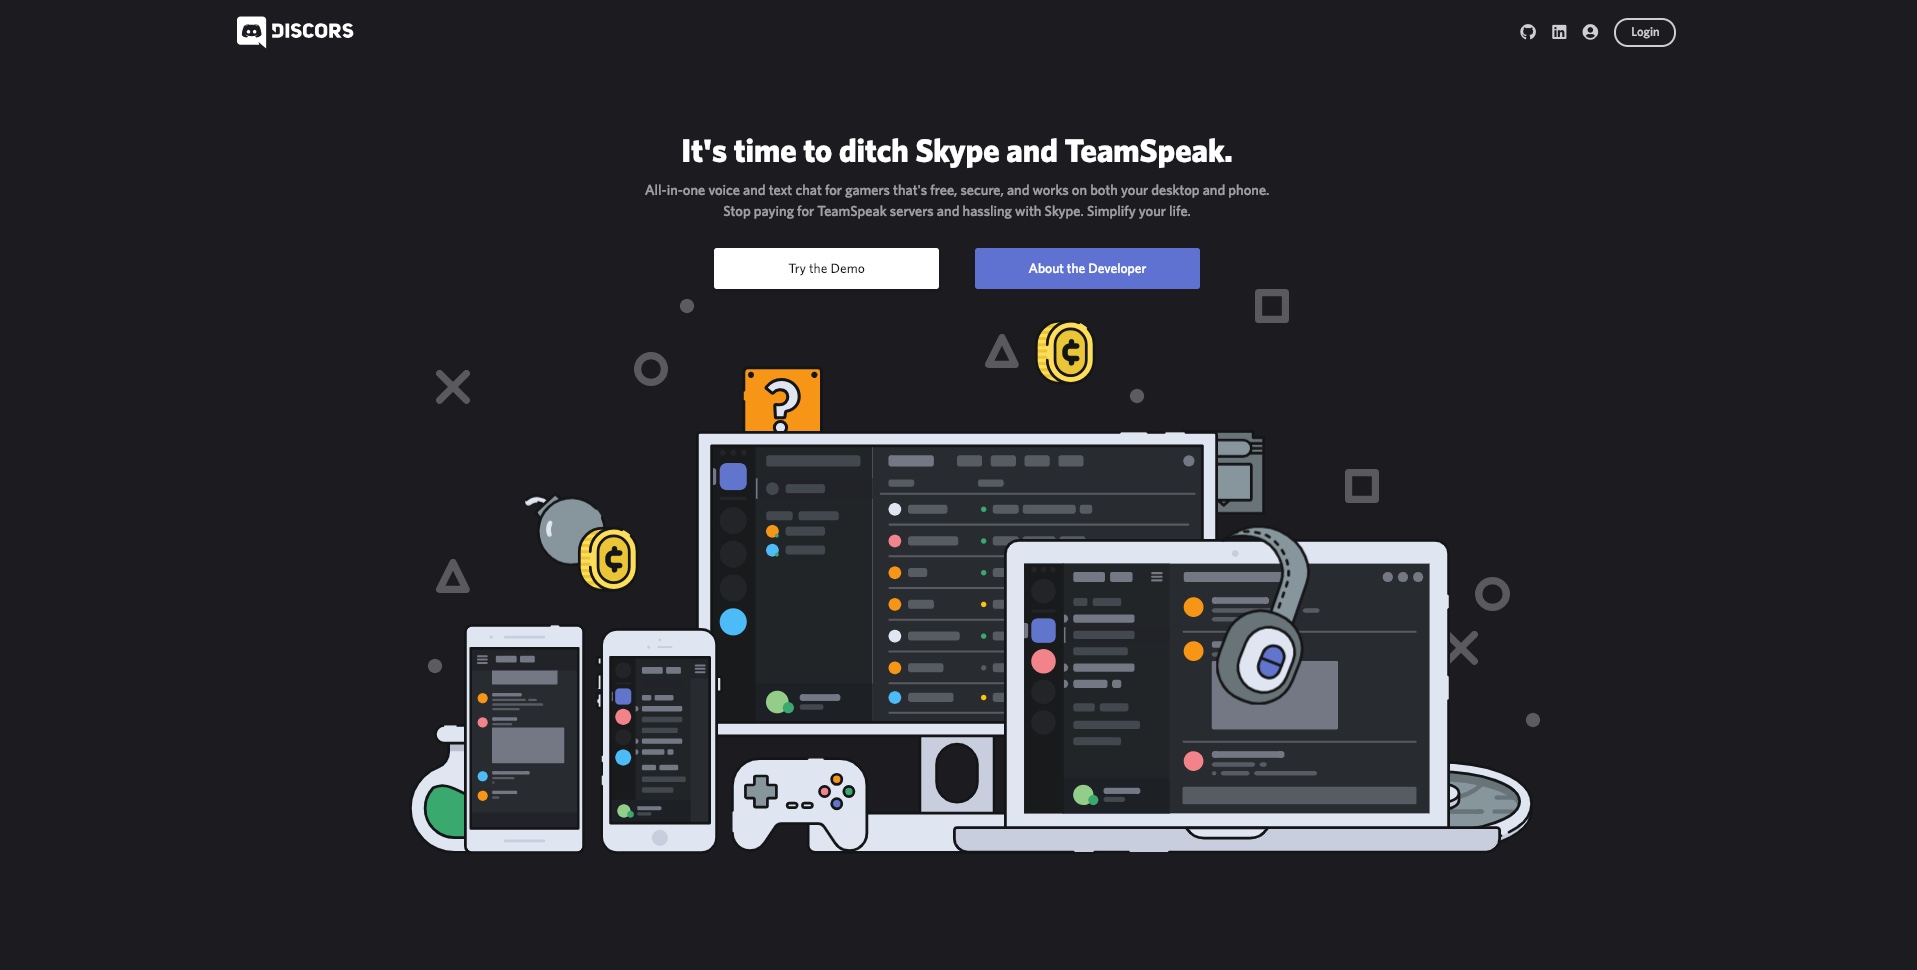 DISCORS
Login
It's time to ditch Skype and TeamSpeak.
All-in-one voice and text chat for gamers that's free, secure, and works on both your desktop and phone.
Stop paying for TeamSpeak servers and hassling with Skype. Simplify your life.
Try the Demo
About the Developer
?
¢
¢